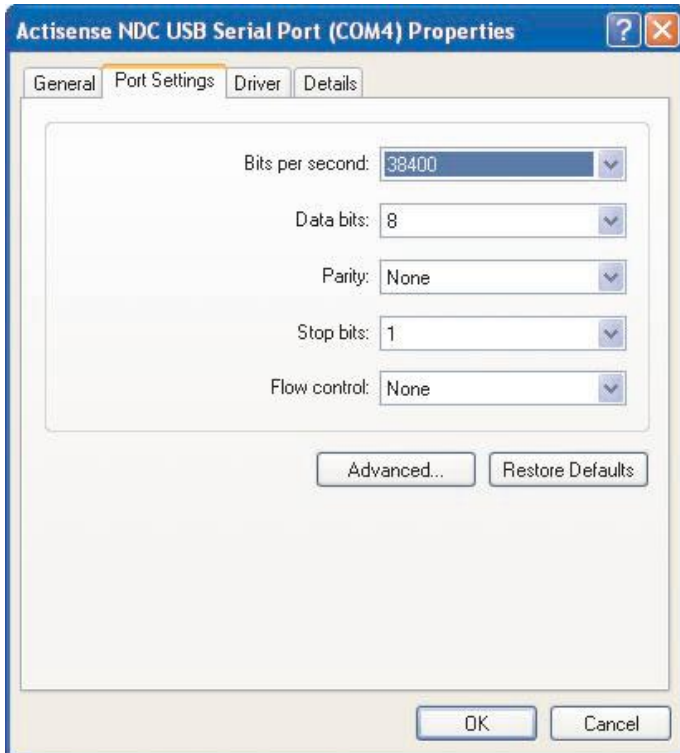 Actisense NDC USB Serial Port (COM4) Properties ?
General Port Settings Driver Details
Bits per second: 38400
Data bits: 8
Parity: None
Stop bits: 1
Flow control: None
Advanced... Restore Defaults
OK Cancel